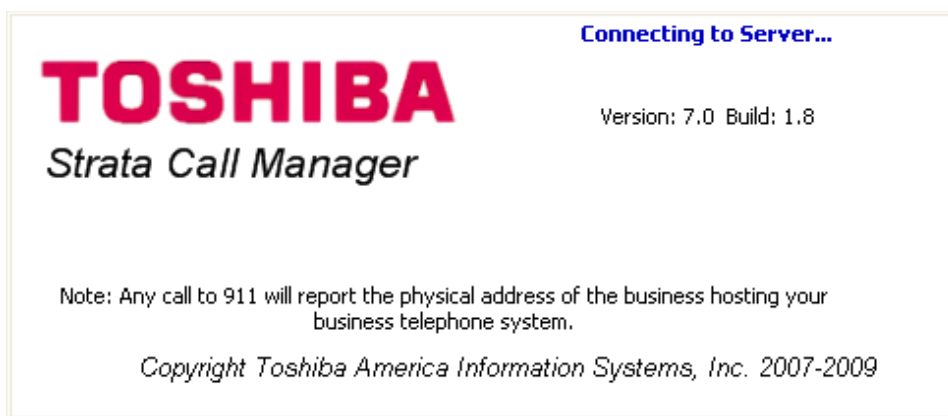 Connecting to Server...
TOSHIBA
Version: 7.0 Build: 1.8
Strata Call Manager
Note: Any call to 911 will report the physical address of the business hosting your
business telephone system.
Copyright Toshiba America Information Systems, Inc. 2007-2009